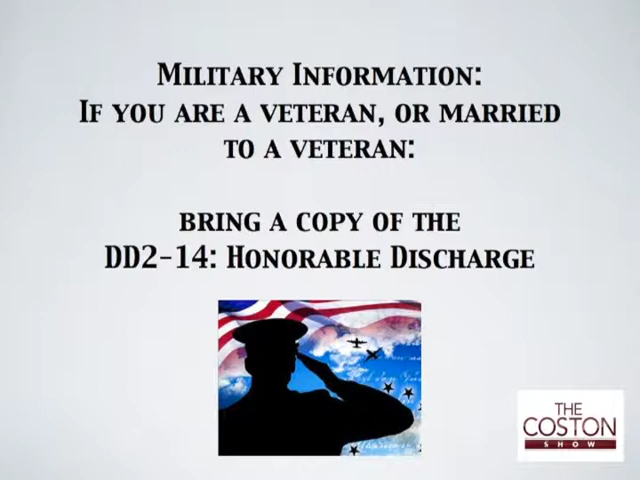 Military Information:
If you are a veteran, or married
to a veteran:
bring a copy of the
DD2-14: Honorable Discharge
THE
COSTON
SHOW